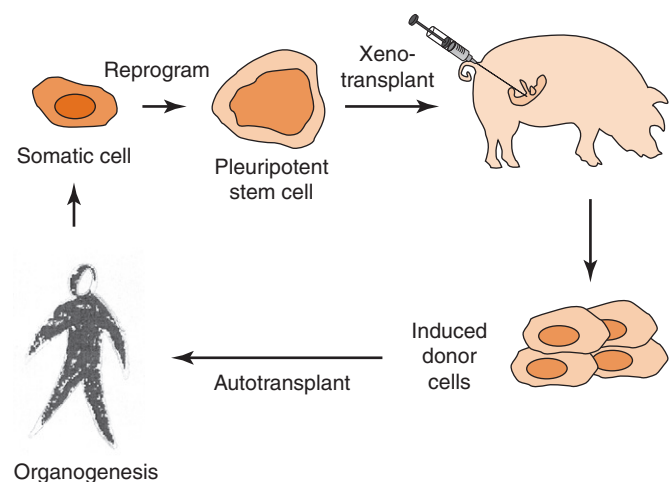 Reprogram
Xeno-
transplant
Somatic cell
Pleuripotent
stem cell
Induced
donor
cells
Autotransplant
Organogenesis